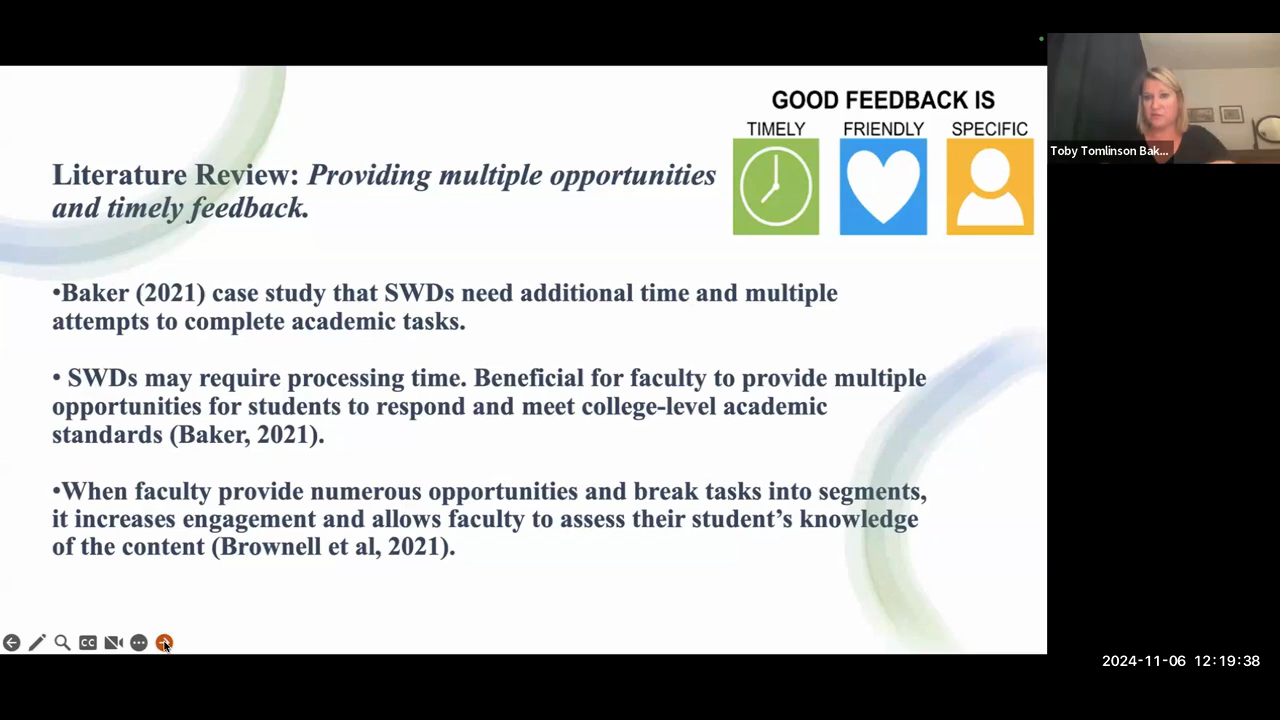 GOOD FEEDBACK IS
TIMELY FRIENDLY SPECIFIC
Literature Review: Providing multiple opportunities
and timely feedback.
•Baker (2021) case study that SWDs need additional time and multiple
attempts to complete academic tasks.
• SWDs may require processing time. Beneficial for faculty to provide multiple
opportunities for students to respond and meet college-level academic
standards (Baker, 2021).
•When faculty provide numerous opportunities and break tasks into segments,
it increases engagement and allows faculty to assess their student’s knowledge
of the content (Brownell et al, 2021).
CC
Toby Tomlinson Bak...
2024-11-06 12:19:38